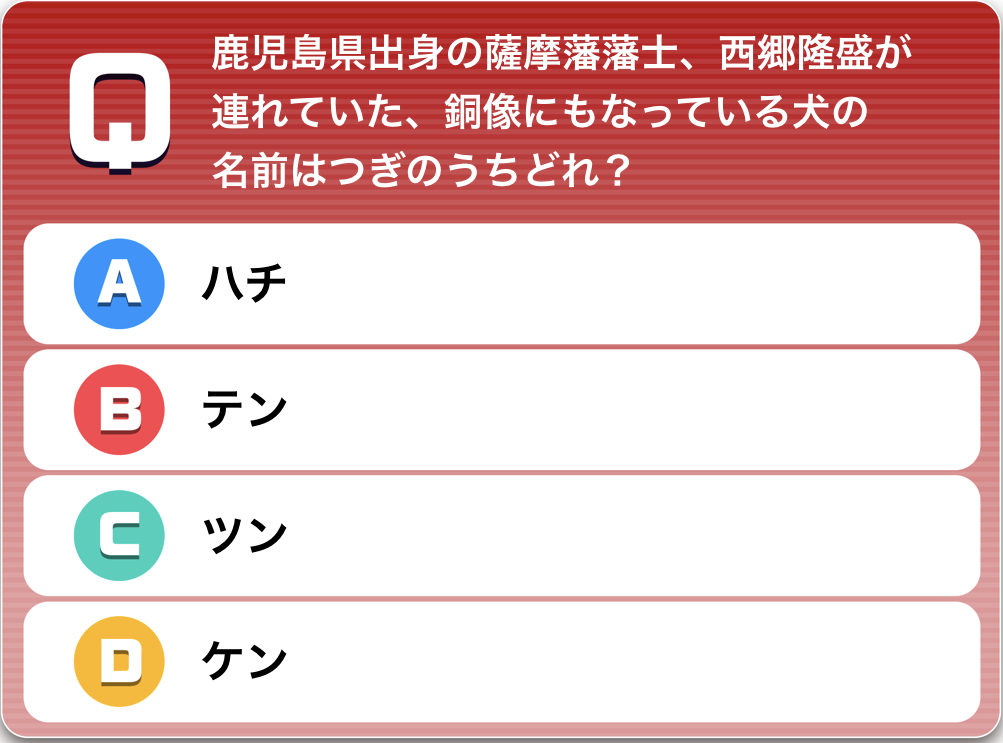 Q
鹿児島県出身の薩摩藩藩士、西郷隆盛が
連れていた、銅像にもなっている犬の
名前はつぎのうちどれ？
A ハチ
B テン
C ツン
D ケン